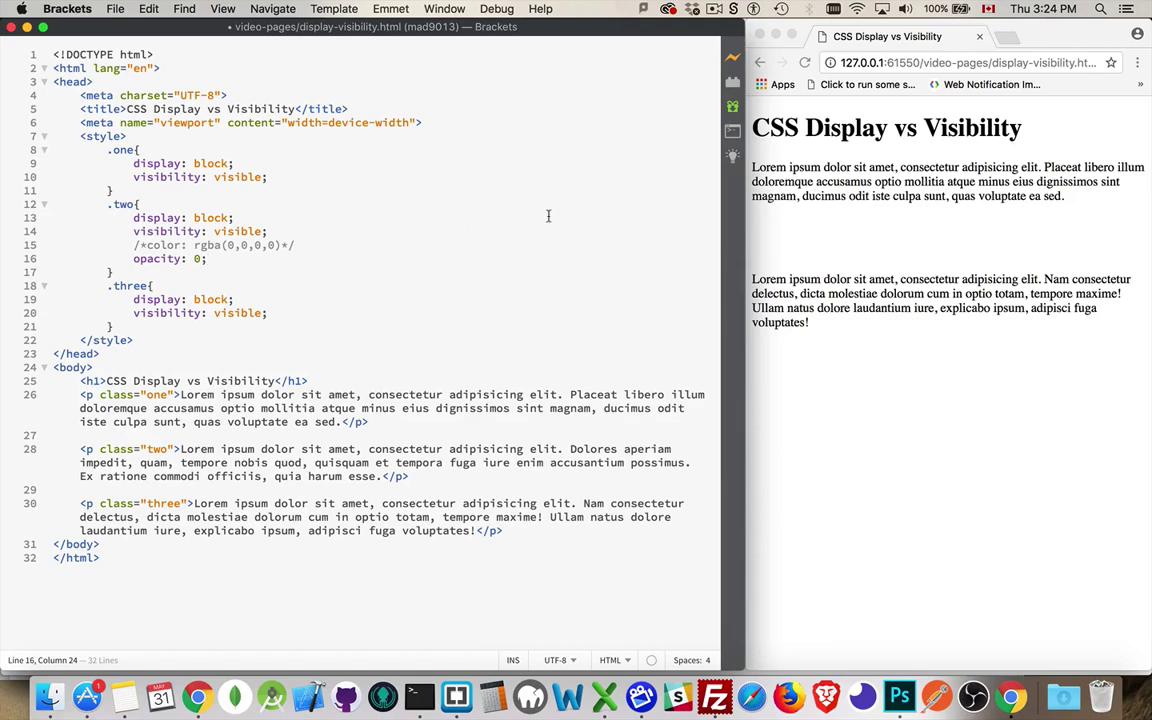 Brackets File Edit Find View Navigate Template Emmet Window Debug Help 100% Thu 3:24 PM
• video-pages/display-visibility.html (mad9013) — Brackets
1 <!DOCTYPE html>
2 <html lang="en">
3 <head>
4 <meta charset="UTF-8">
5 <title>CSS Display vs Visibility</title>
6 <meta name="viewport" content="width=device-width">
7 <style>
8 .one{
9 display: block;
10 visibility: visible;
11 }
12 .two{
13 display: block;
14 visibility: visible;
15 /*color: rgba(0,0,0,0)*/
16 opacity: 0;
17 }
18 .three{
19 display: block;
20 visibility: visible;
21 }
22 </style>
23 </head>
24 <body>
25 <h1>CSS Display vs Visibility</h1>
26 <p class="one">Lorem ipsum dolor sit amet, consectetur adipisicing elit. Placeat libero illum
doloremque accusamus optio mollitia atque minus eius dignissimos sint magnam, ducimus odit
iste culpa sunt, quas voluptate ea sed.</p>
27
28 <p class="two">Lorem ipsum dolor sit amet, consectetur adipisicing elit. Dolores aperiam
impedit, quam, tempore nobis quod, quisquam et tempora fuga iure enim accusantium possimus.
Ex ratione commodi officiis, quia harum esse.</p>
29
30 <p class="three">Lorem ipsum dolor sit amet, consectetur adipisicing elit. Nam consectetur
delectus, dicta molestiae dolorum cum in optio totam, tempore maxime! Ullam natus dolore
laudantium iure, explicabo ipsum, adipisci fuga voluptates!</p>
31 </body>
32 </html>
Line 16, Column 24 — 32 Lines INS UTF-8 HTML Spaces: 4
CSS Display vs Visibility
127.0.0.1:61550/video-pages/display-visibility.ht...
Apps Click to run some s... Web Notification Im... »
CSS Display vs Visibility
Lorem ipsum dolor sit amet, consectetur adipisicing elit. Placeat libero illum
doloremque accusamus optio mollitia atque minus eius dignissimos sint
magnam, ducimus odit iste culpa sunt, quas voluptate ea sed.
Lorem ipsum dolor sit amet, consectetur adipisicing elit. Nam consectetur
delectus, dicta molestiae dolorum cum in optio totam, tempore maxime!
Ullam natus dolore laudantium iure, explicabo ipsum, adipisci fuga
voluptates!
31
Ps